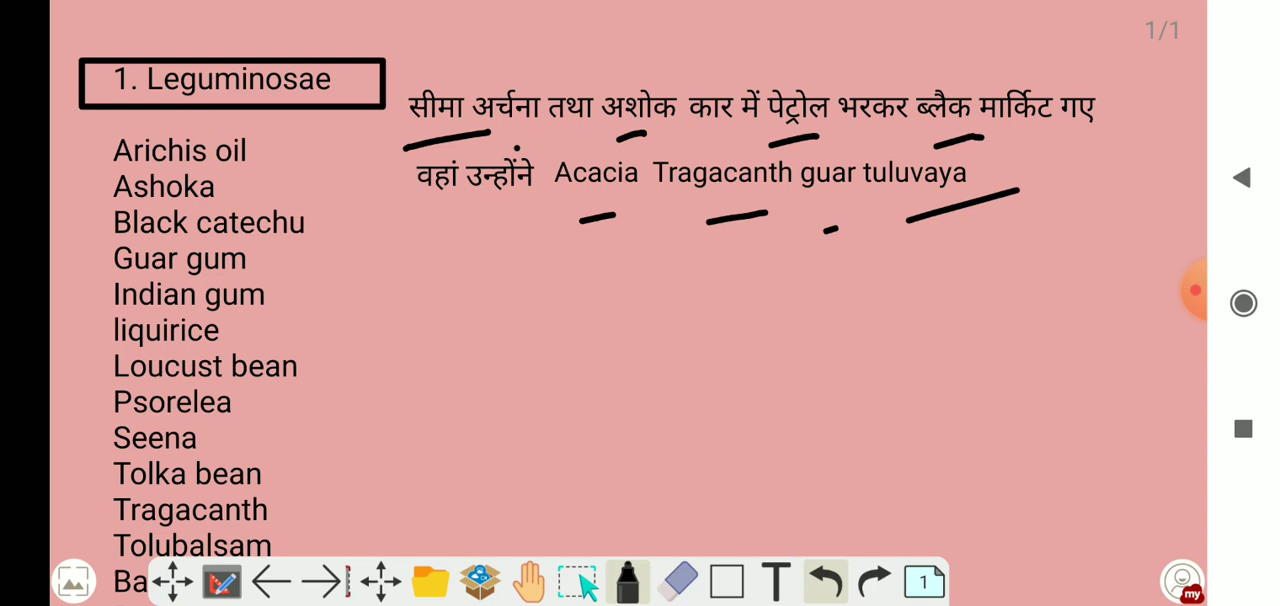 1/1
1. Leguminosae
सीमा अर्चना तथा अशोक कार में पेट्रोल भरकर ब्लैक मार्किट गए
वहां उन्होंने Acacia Tragacanth guar tuluvaya
Arichis oil
Ashoka
Black catechu
Guar gum
Indian gum
liquirice
Loucust bean
Psorelea
Seena
Tolka bean
Tragacanth
Tolubalsam
Ba
T
1
my